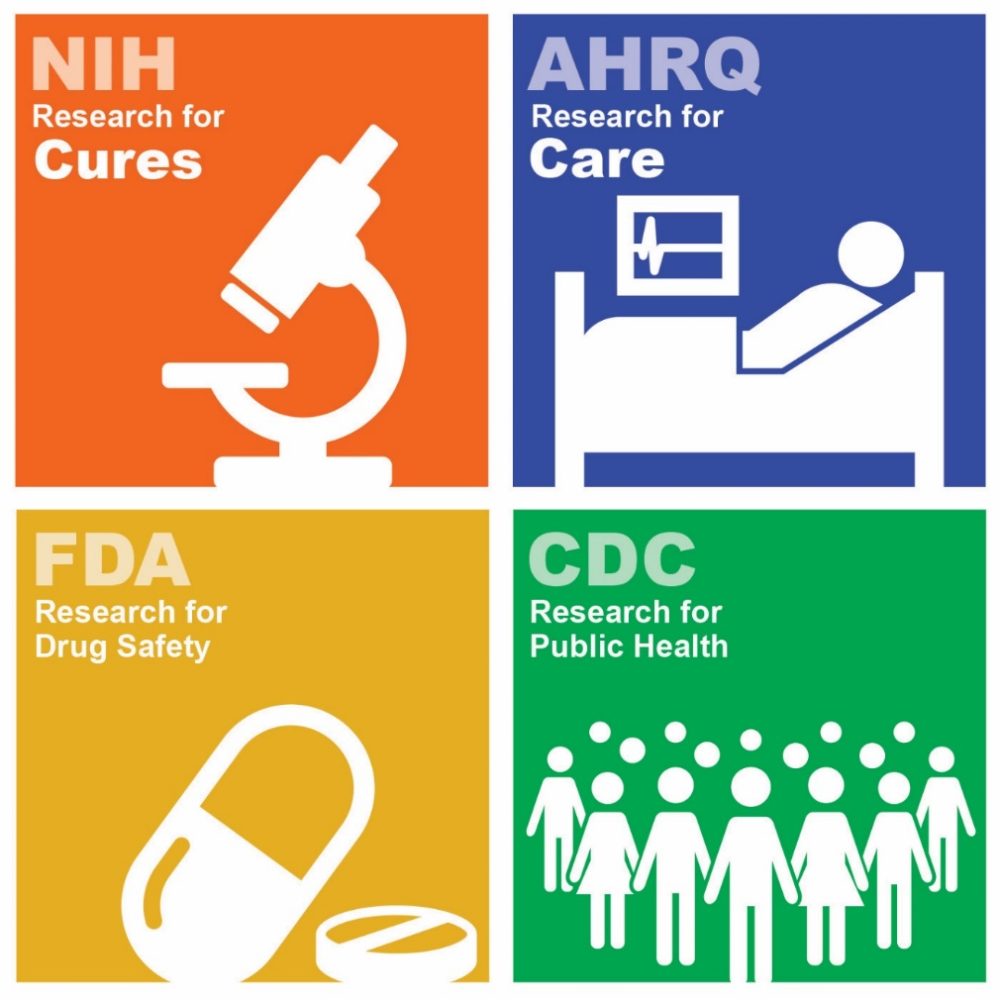 NIH
Research for
Cures
AHRQ
Research for
Care
FDA
Research for
Drug Safety
CDC
Research for
Public Health